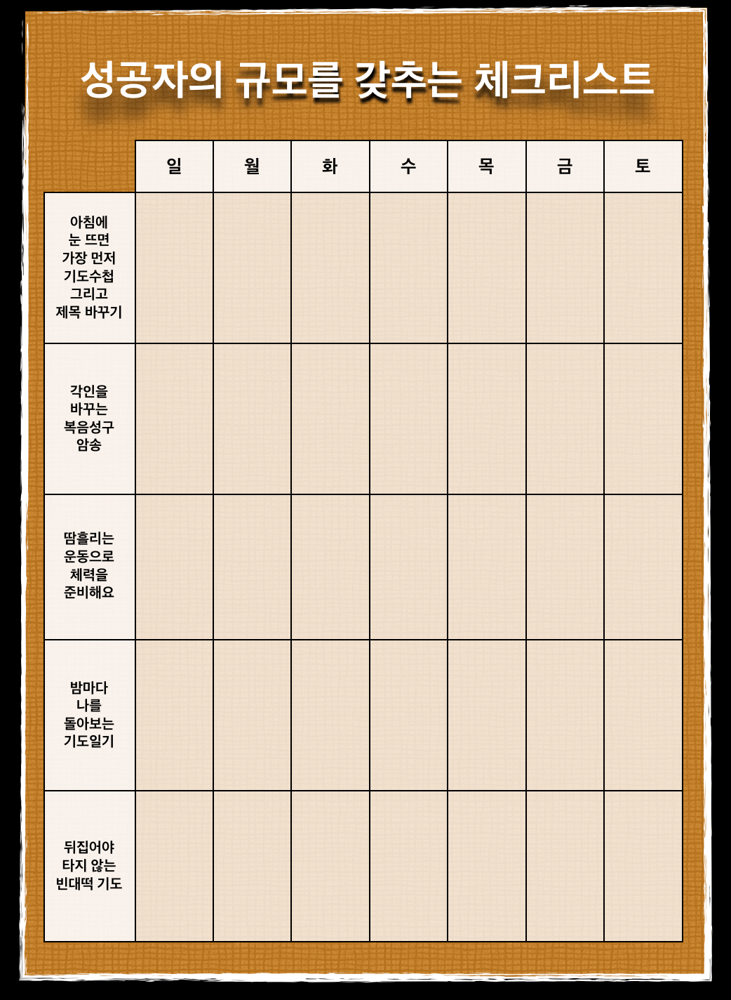 성공자의 규모를 갖추는 체크리스트
일 월 화 수 목 금 토
아침에
눈 뜨면
가장 먼저
기도수첩
그리고
제목 바꾸기
각인을
바꾸는
복음성구
암송
땀흘리는
운동으로
체력을
준비해요
밤마다
나를
돌아보는
기도일기
뒤집어야
타지 않는
빈대떡 기도